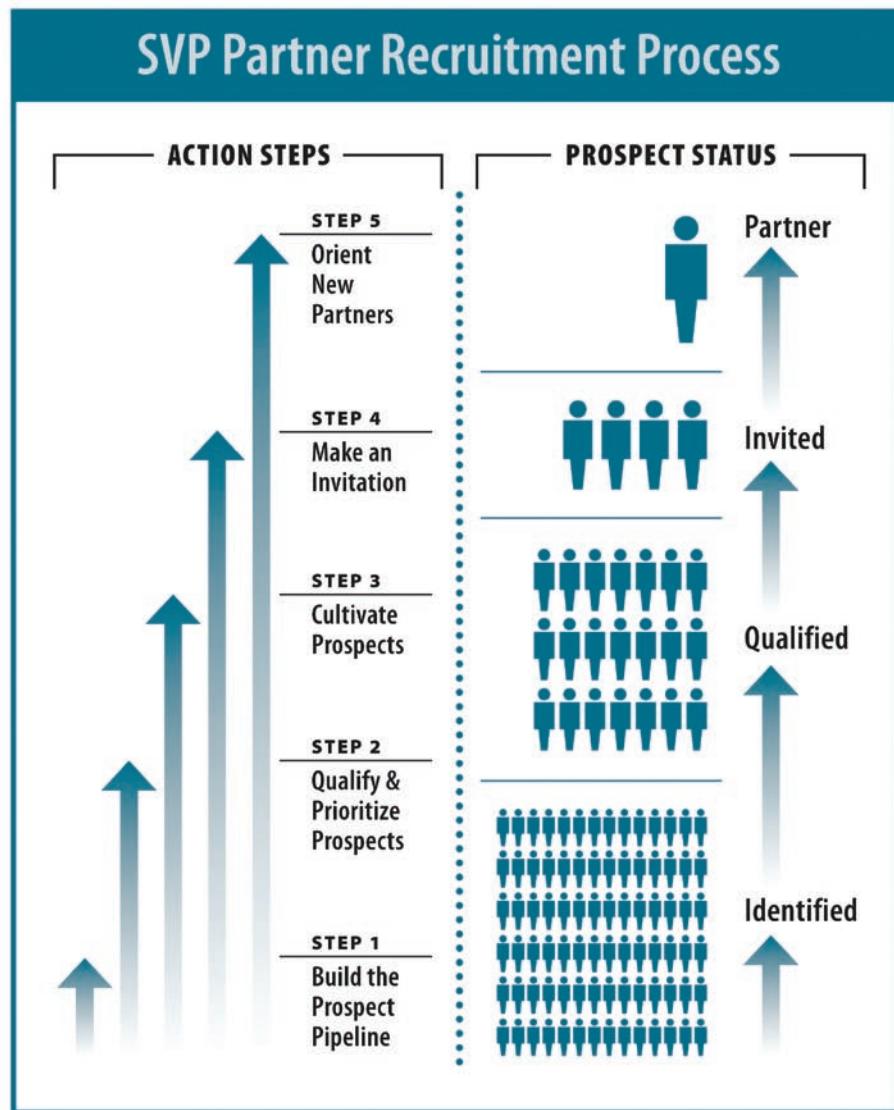 SVP Partner Recruitment Process
ACTION STEPS
STEP 5
Orient
New
Partners
STEP 4
Make an
Invitation
STEP 3
Cultivate
Prospects
STEP 2
Qualify &
Prioritize
Prospects
STEP 1
Build the
Prospect
Pipeline
PROSPECT STATUS
Partner
Invited
Qualified
Identified